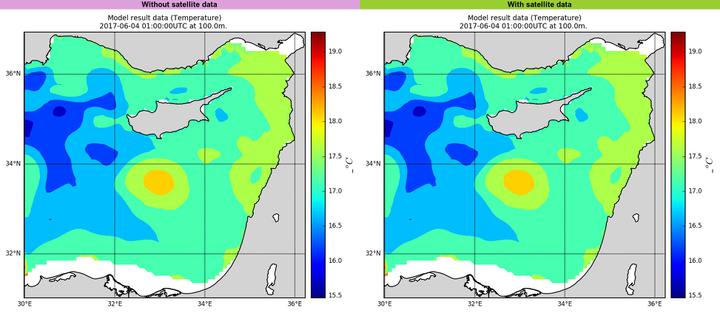 Without satellite data
With satellite data
Model result data (Temperature)
2017-06-04 01:00:00UTC at 100.0m.
Model result data (Temperature)
2017-06-04 01:00:00UTC at 100.0m.
36°N
34°N
32°N
30°E 32°E 34°E 36°E
19.0
18.5
18.0
17.5
17.0
16.5
16.0
15.5
°C
36°N
34°N
32°N
30°E 32°E 34°E 36°E
19.0
18.5
18.0
17.5
17.0
16.5
16.0
15.5
°C